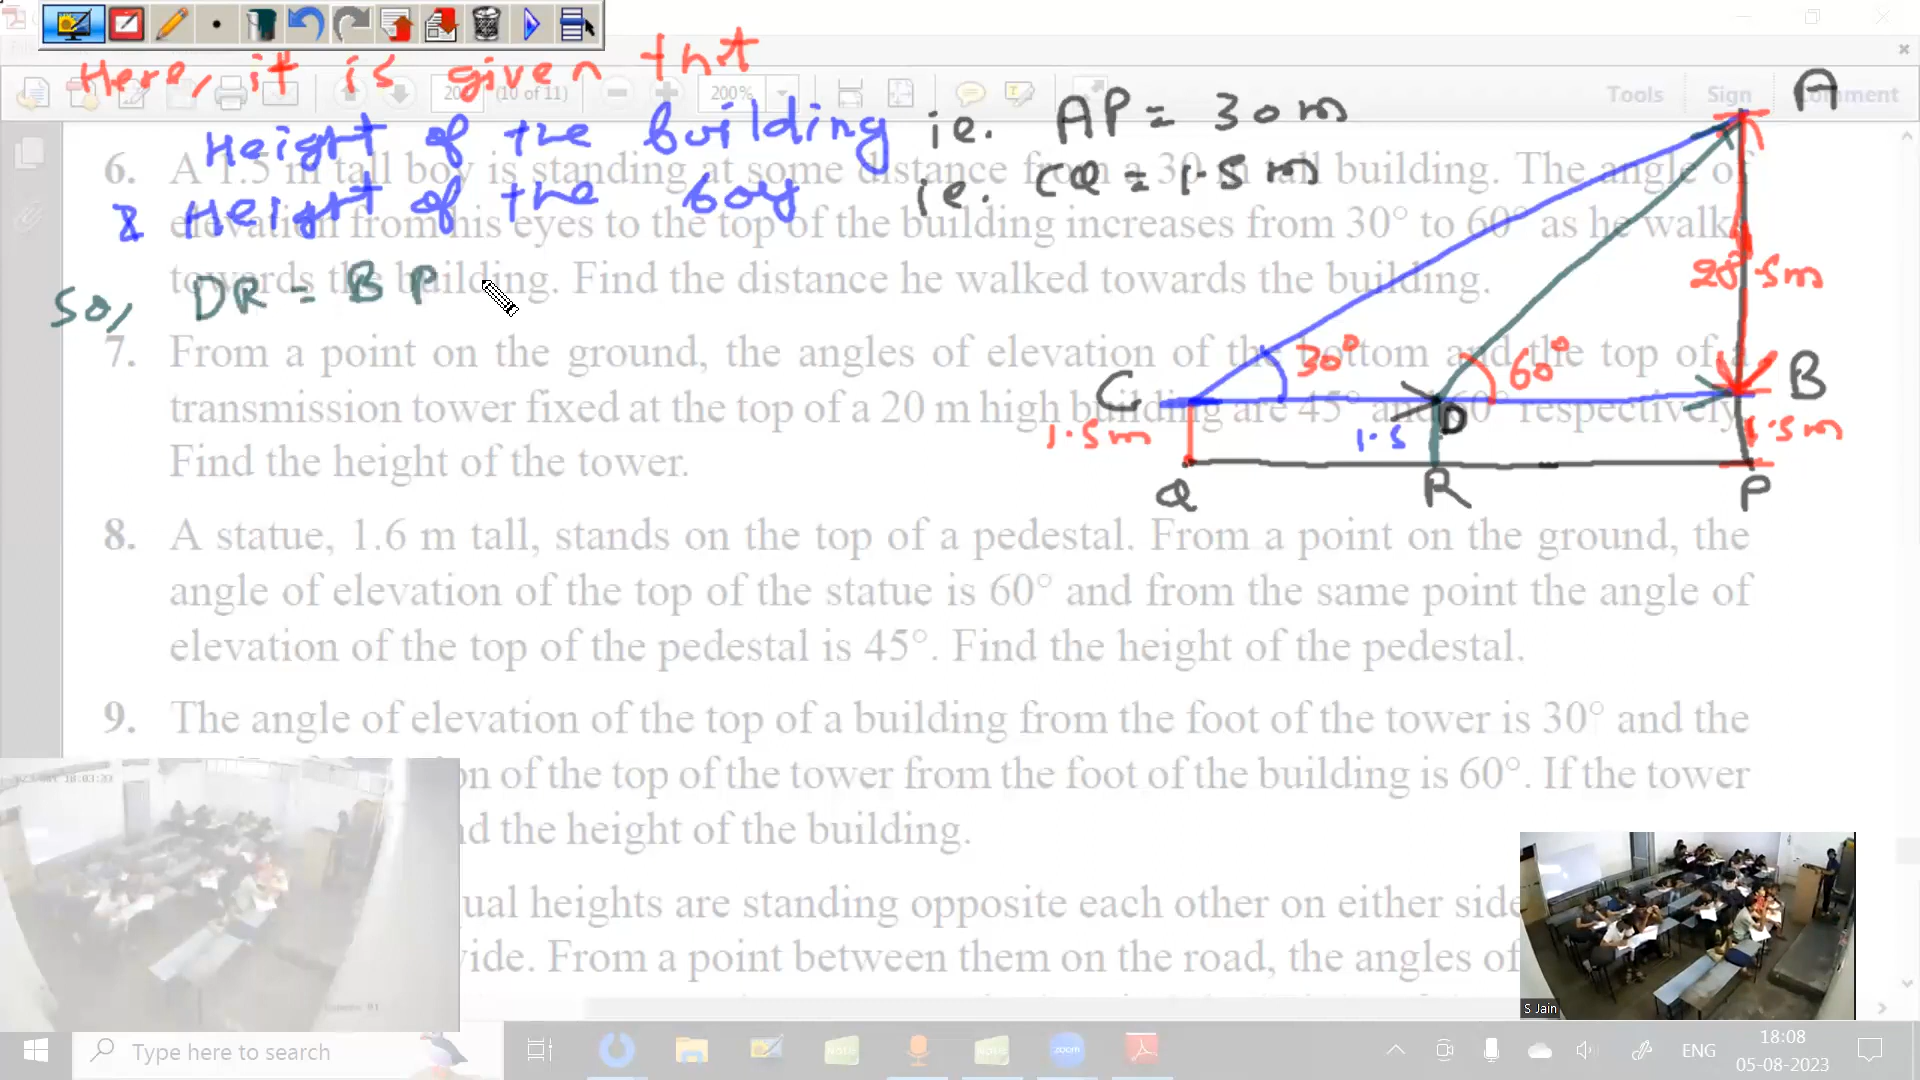 Here, it is given that
20 (10 of 11) 200% Tools Sign Comment
Height of the building ie. AP = 30 m
& Height of the boy ie. CQ = 1.5 m
So, DR = BP
6. A 1.5 m tall boy is standing at some distance from a 30 m tall building. The angle of
elevation from his eyes to the top of the building increases from 30° to 60° as he walks
towards the building. Find the distance he walked towards the building.
7. From a point on the ground, the angles of elevation of the bottom and the top of a
transmission tower fixed at the top of a 20 m high building are 45° and 60° respectively.
Find the height of the tower.
A
28.5m
30°
60°
B
C
D
1.5m
1.5
1.5m
Q
R
P
8. A statue, 1.6 m tall, stands on the top of a pedestal. From a point on the ground, the
angle of elevation of the top of the statue is 60° and from the same point the angle of
elevation of the top of the pedestal is 45°. Find the height of the pedestal.
9. The angle of elevation of the top of a building from the foot of the tower is 30° and the
on of the top of the tower from the foot of the building is 60°. If the tower
nd the height of the building.
ual heights are standing opposite each other on either side
vide. From a point between them on the road, the angles of
S Jain
Type here to search
zoom
ENG
18:08
05-08-2023